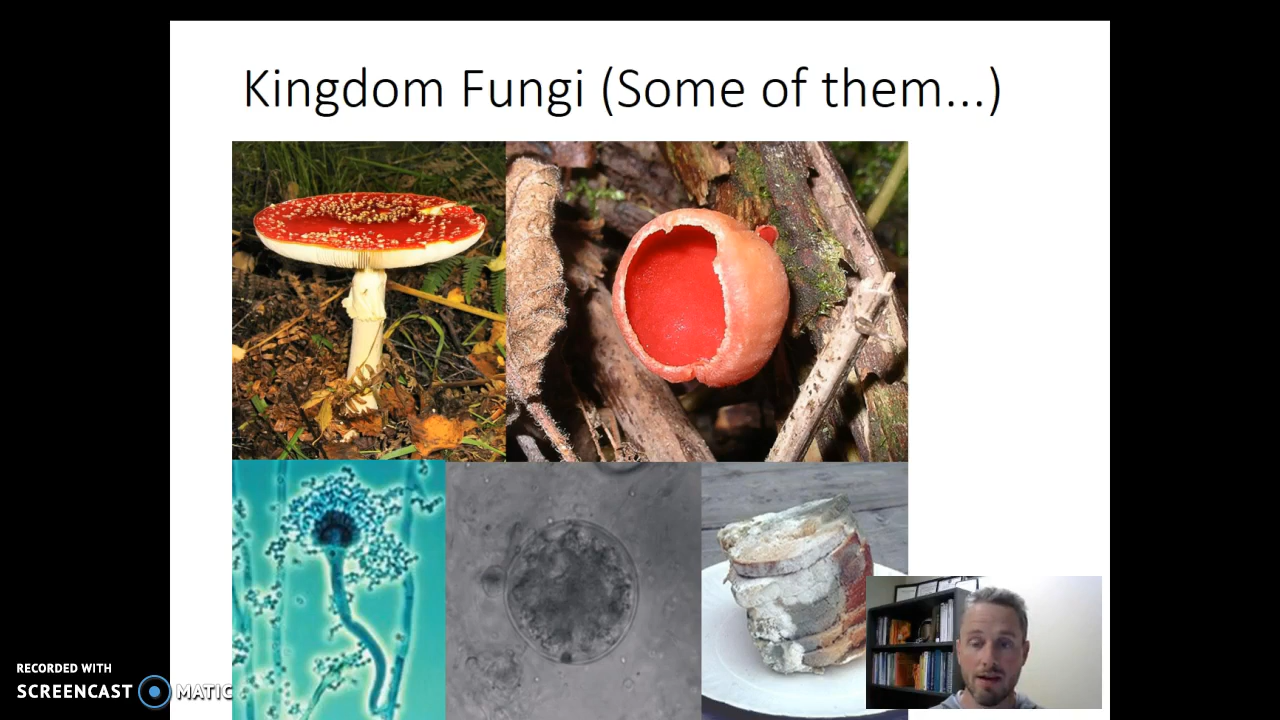 Kingdom Fungi (Some of them...)
RECORDED WITH
SCREENCAST MATIC